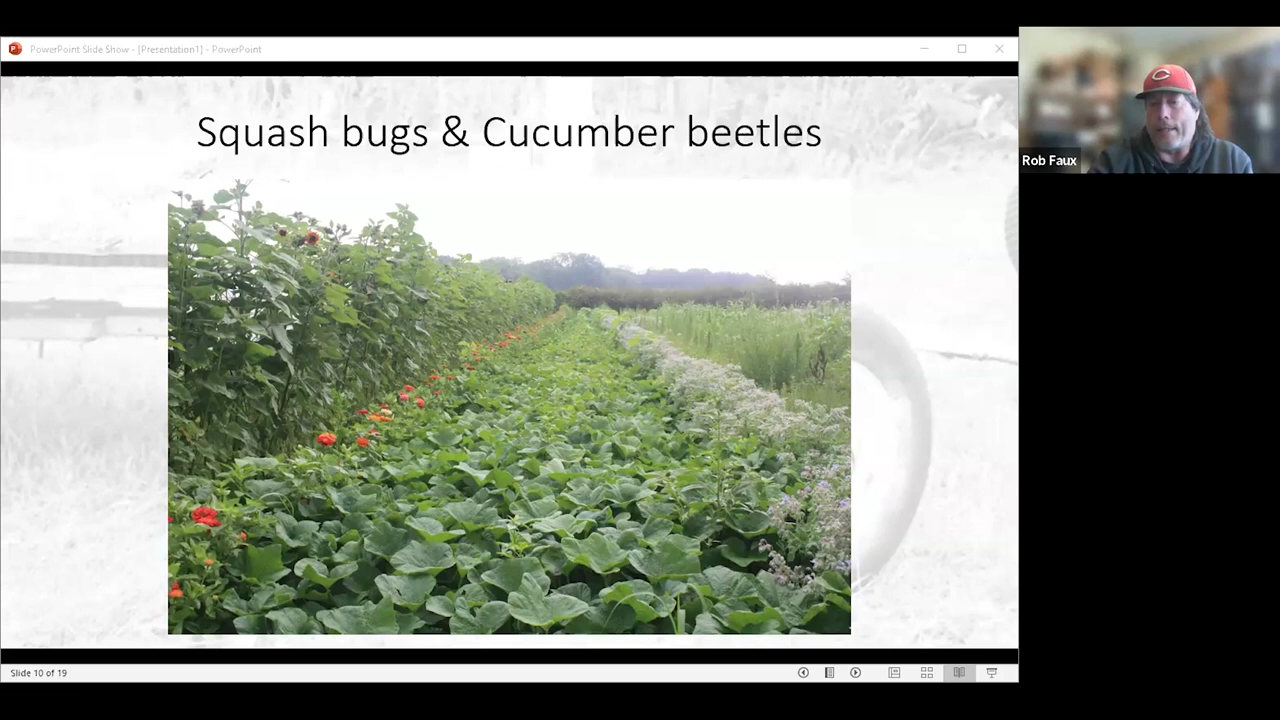 PowerPoint Slide Show - [Presentation1] - PowerPoint
Squash bugs & Cucumber beetles
Rob Faux
Slide 10 of 19